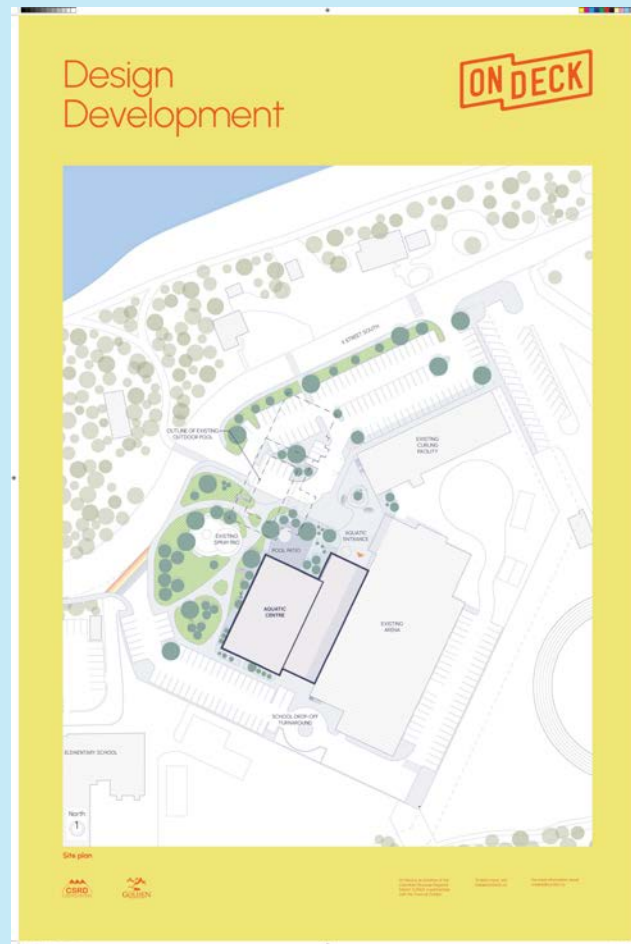 Design
Development
ON DECK
9 STREET SOUTH
OUTLINE OF EXISTING
OUTDOOR POOL
EXISTING
CURLING
FACILITY
EXISTING
SPRAY PAD
POOL PATIO
AQUATIC
ENTRANCE
AQUATIC
CENTRE
EXISTING
ARENA
SCHOOL DROP-OFF
TURNAROUND
ELEMENTARY SCHOOL
North
1
Site plan
CSRD
GOLDEN